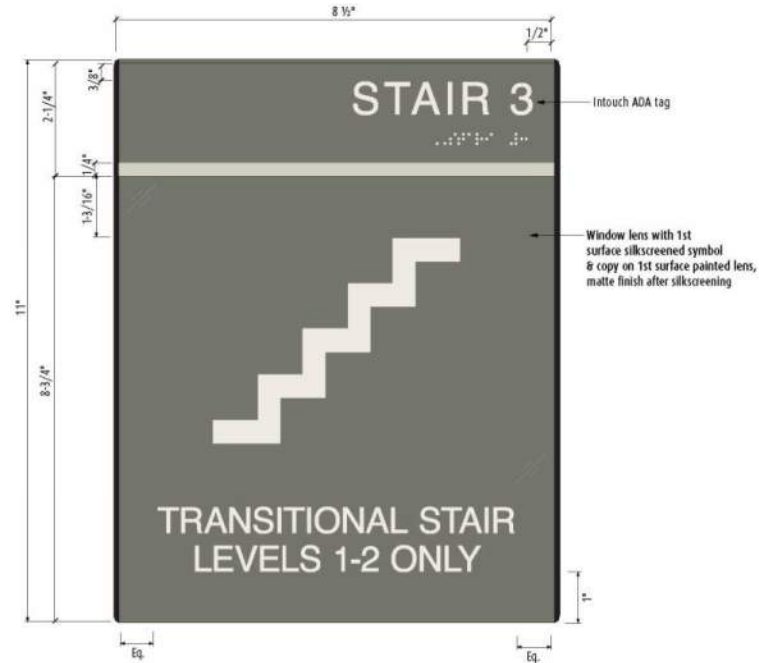 8 ½"
1/2"
3/8"
2-1/4"
STAIR 3
Intouch ADA tag
1/4"
1-3/16"
Window lens with 1st
surface silkscreened symbol
& copy on 1st surface painted lens,
matte finish after silkscreening
11"
8-3/4"
TRANSITIONAL STAIR
LEVELS 1-2 ONLY
1"
Eq.
Eq.